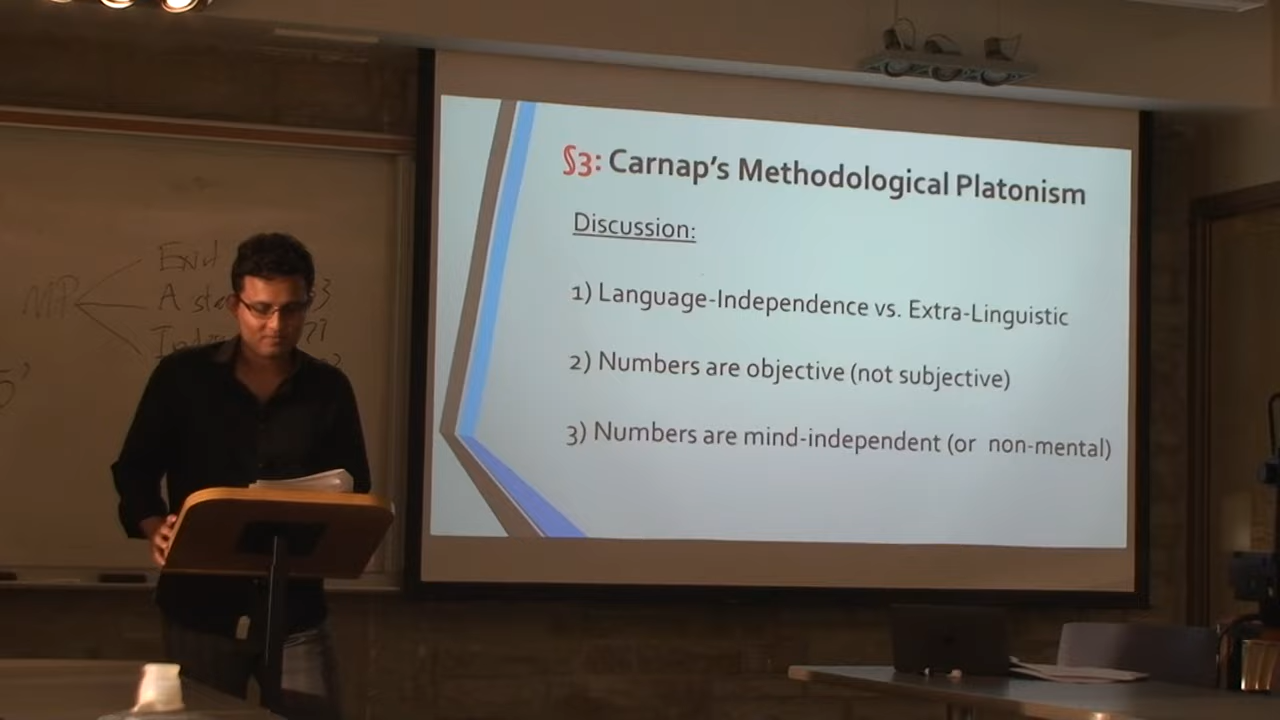 §3: Carnap's Methodological Platonism
Discussion:
1) Language-Independence vs. Extra-Linguistic
2) Numbers are objective (not subjective)
3) Numbers are mind-independent (or non-mental)
MP
A